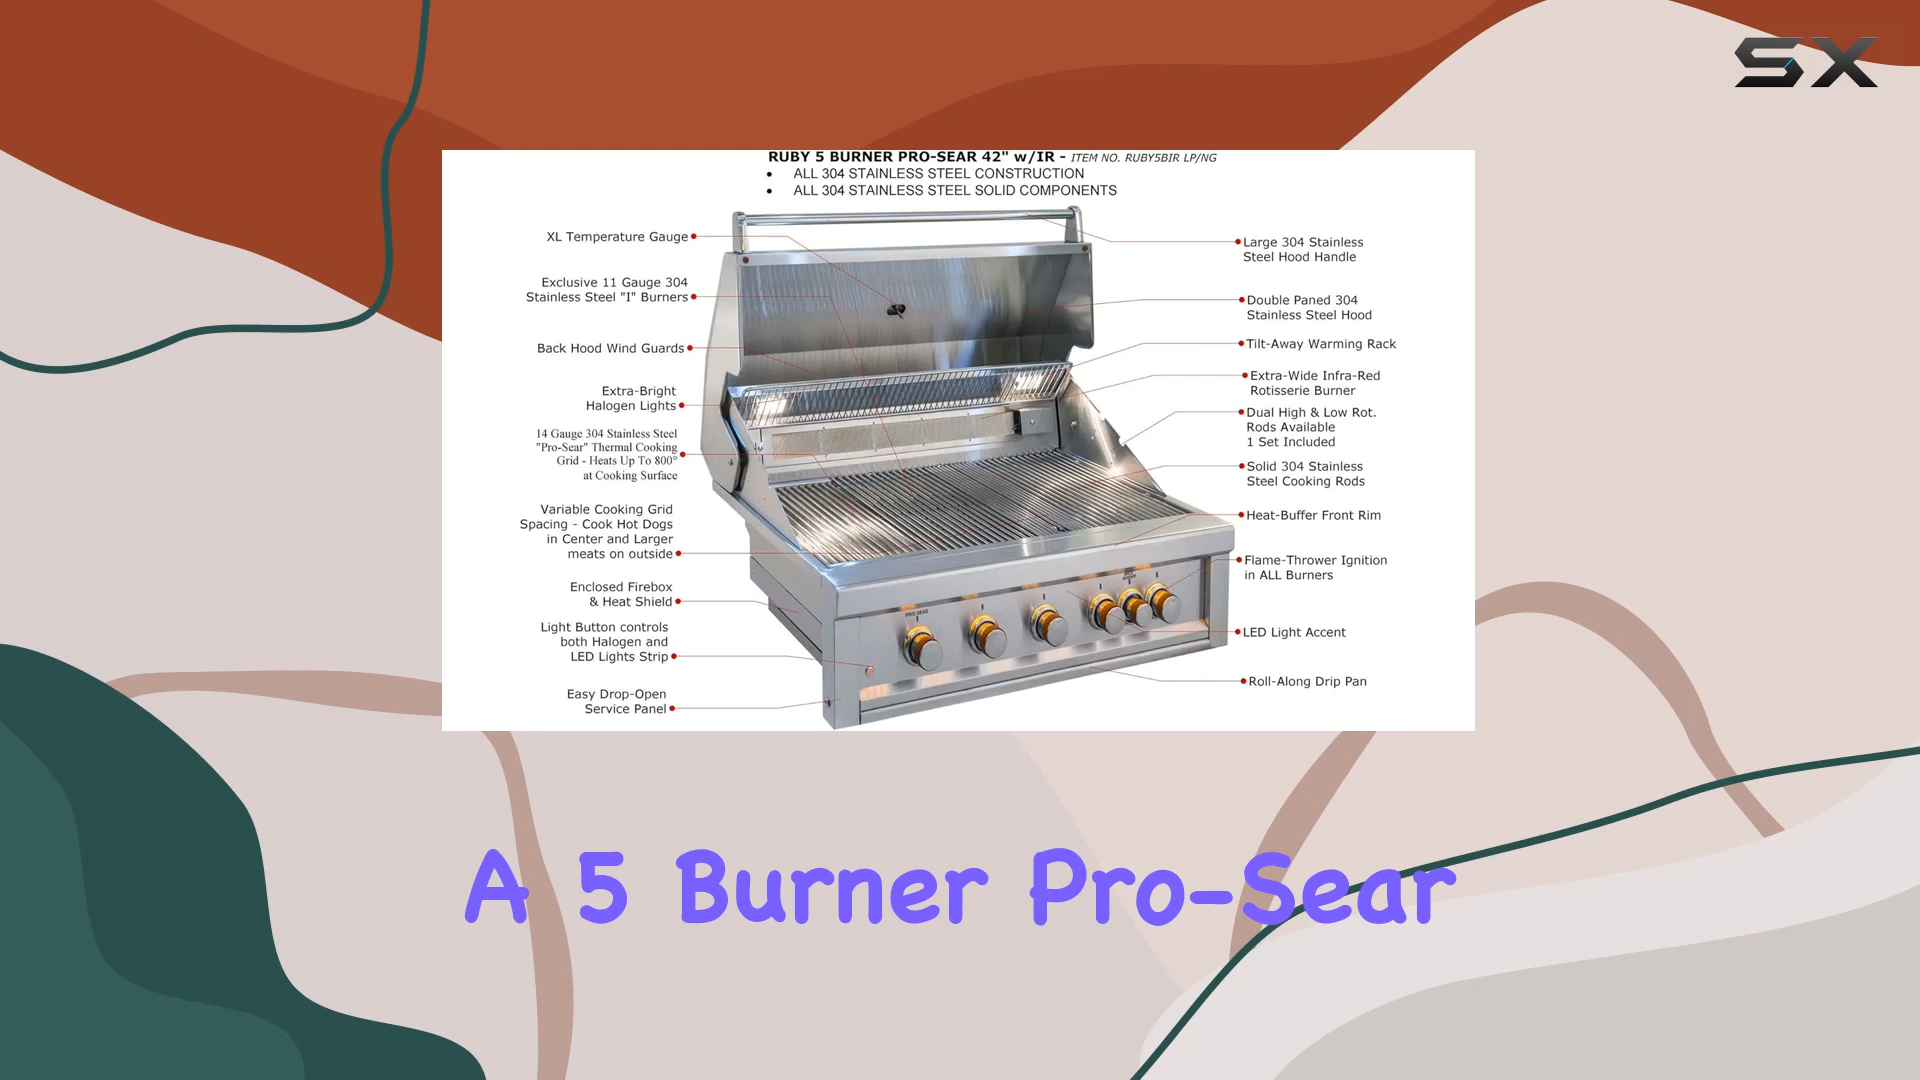 SX
RUBY 5 BURNER PRO-SEAR 42" w/IR - ITEM NO. RUBY5BIR LP/NG
• ALL 304 STAINLESS STEEL CONSTRUCTION
• ALL 304 STAINLESS STEEL SOLID COMPONENTS
XL Temperature Gauge
Exclusive 11 Gauge 304
Stainless Steel "I" Burners
Back Hood Wind Guards
Extra-Bright
Halogen Lights
14 Gauge 304 Stainless Steel
"Pro-Sear" Thermal Cooking
Grid - Heats Up To 800°
at Cooking Surface
Variable Cooking Grid
Spacing - Cook Hot Dogs
in Center and Larger
meats on outside
Enclosed Firebox
& Heat Shield
Light Button controls
both Halogen and
LED Lights Strip
Easy Drop-Open
Service Panel
Large 304 Stainless
Steel Hood Handle
Double Paned 304
Stainless Steel Hood
Tilt-Away Warming Rack
Extra-Wide Infra-Red
Rotisserie Burner
Dual High & Low Rot.
Rods Available
1 Set Included
Solid 304 Stainless
Steel Cooking Rods
Heat-Buffer Front Rim
Flame-Thrower Ignition
in ALL Burners
LED Light Accent
Roll-Along Drip Pan
PRO SEAR
A 5 Burner Pro-Sear